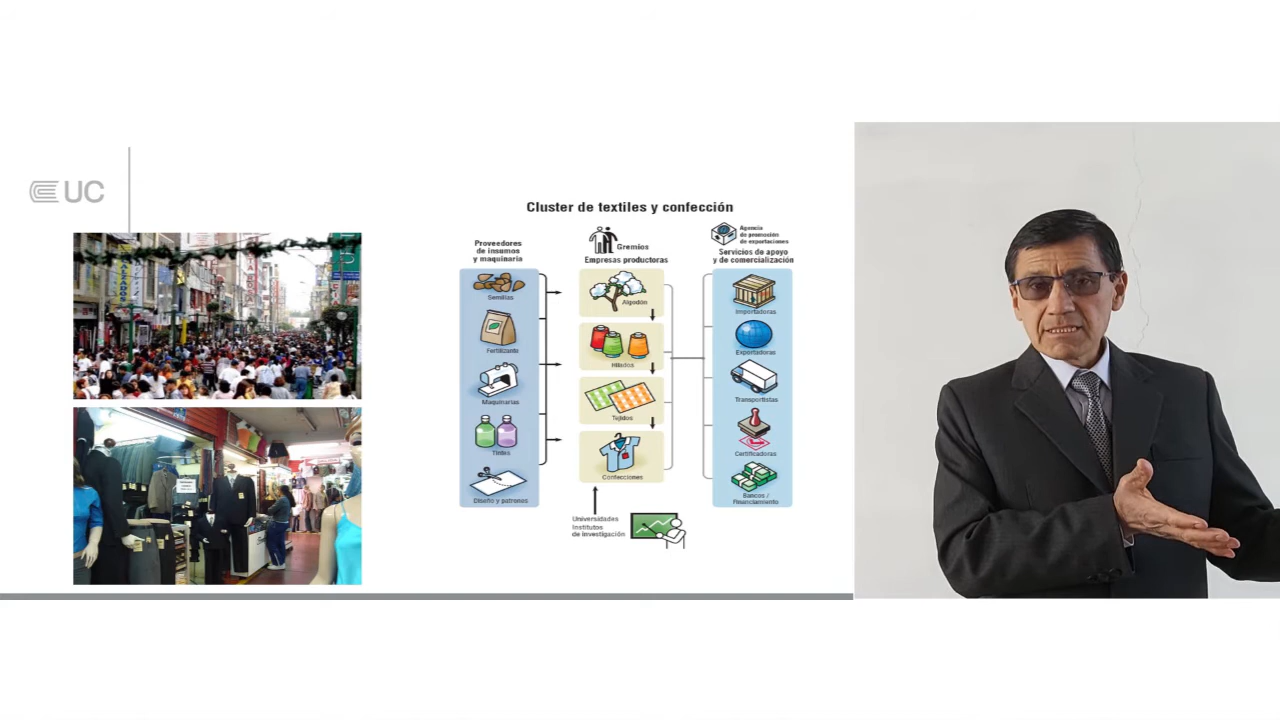 UC
Cluster de textiles y confección
Proveedores
de insumos
y maquinaria
Semillas
Fertilizante
Maquinarias
Tintes
Diseño y patrones
Gremios
Empresas productoras
Algodón
Hilados
Tejidos
Confecciones
Universidades
Institutos
de investigación
Agencia
de promoción
de exportaciones
Servicios de apoyo
y de comercialización
Importadoras
Exportadoras
Transportistas
Certificadoras
Bancos /
Financiamiento